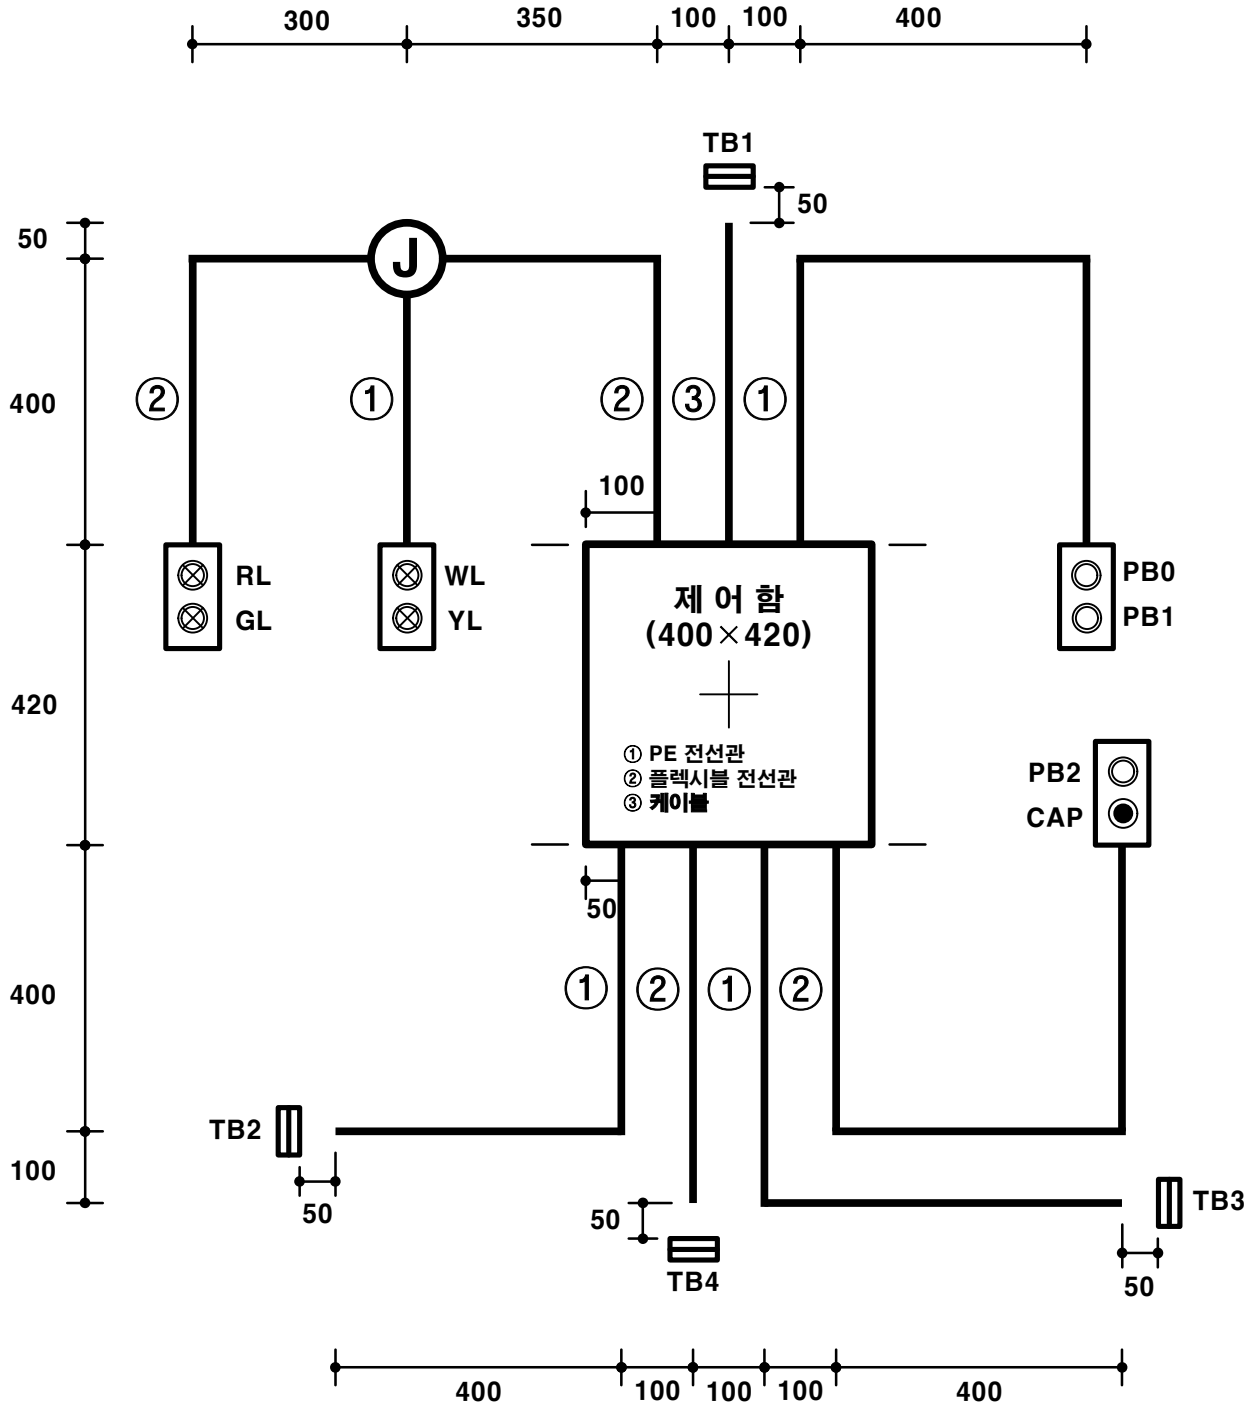 300 350 100 100 400
TB1
50
50
J
400
② ① ② ③ ①
100
RL
GL
WL
YL
제 어 함
(400×420)
PB0
PB1
420
① PE 전선관
② 플렉시블 전선관
③ 케이블
PB2
CAP
50
400
① ② ① ②
TB2
100
50
50
TB4
TB3
50
400 100 100 100 400